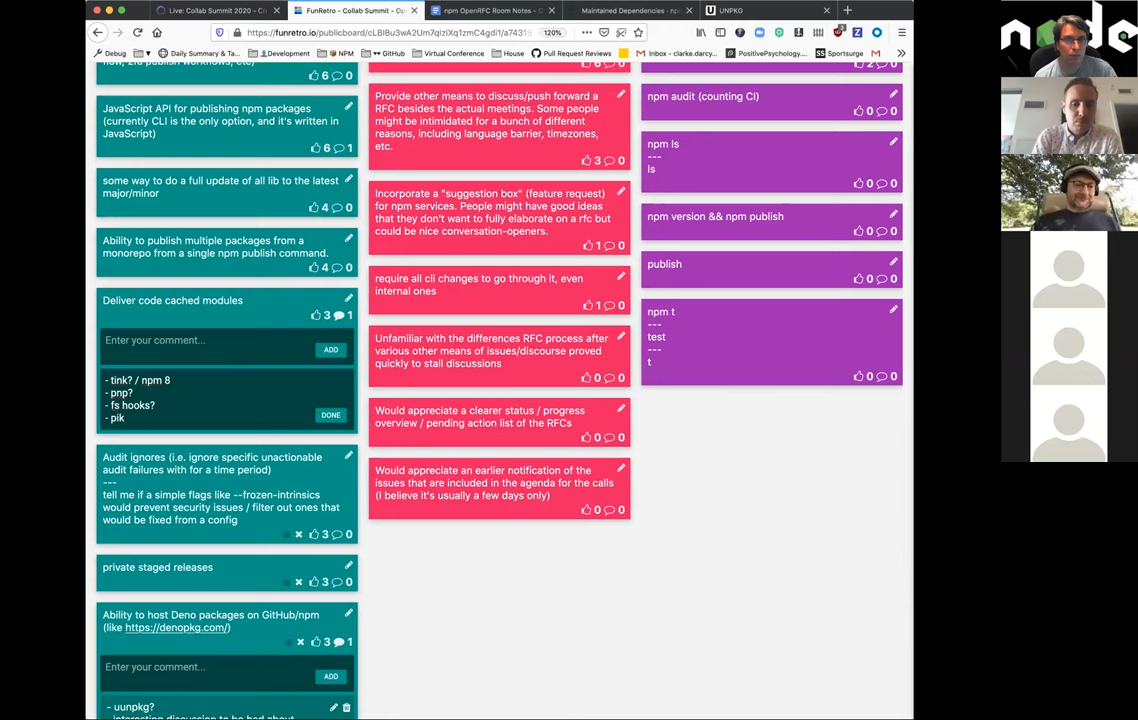 Live: Collab Summit 2020 - C
FunRetro - Collab Summit - Op
npm OpenRFC Room Notes - G
Maintained Dependencies · np
UNPKG
https://funretro.io/publicboard/
120%
Debug
Daily Summary & Ta
Development
NPM
GitHub
Virtual Conference
House
Pull Request Reviews
Inbox - clarke.darcy
PositivePsychology.
Sportsurge
6 0
JavaScript API for publishing npm packages
(currently CLI is the only option, and it's written in
JavaScript)
6 1
some way to do a full update of all lib to the latest
major/minor
4 0
Ability to publish multiple packages from a
monorepo from a single npm publish command.
4 0
Deliver code cached modules
3 1
Enter your comment...
ADD
- tink? / npm 8
- pnp?
- fs hooks?
- pik
DONE
Audit ignores (i.e. ignore specific unactionable
audit failures with for a time period)
---
tell me if a simple flags like --frozen-intrinsics
would prevent security issues / filter out ones that
would be fixed from a config
3 0
private staged releases
3 0
Ability to host Deno packages on GitHub/npm
(like https://denopkg.com/)
3 1
Enter your comment...
ADD
- uunpkg?
Provide other means to discuss/push forward a
RFC besides the actual meetings. Some people
might be intimidated for a bunch of different
reasons, including language barrier, timezones,
etc.
3 0
Incorporate a "suggestion box" (feature request)
for npm services. People might have good ideas
that they don't want to fully elaborate on a rfc but
could be nice conversation-openers.
1 0
require all cli changes to go through it, even
internal ones
1 0
Unfamiliar with the differences RFC process after
various other means of issues/discourse proved
quickly to stall discussions
0 0
Would appreciate a clearer status / progress
overview / pending action list of the RFCs
0 0
Would appreciate an earlier notification of the
issues that are included in the agenda for the calls
(I believe it's usually a few days only)
0 0
npm audit (counting CI)
0 0
npm ls
---
ls
0 0
npm version && npm publish
0 0
publish
0 0
npm t
---
test
---
t
0 0